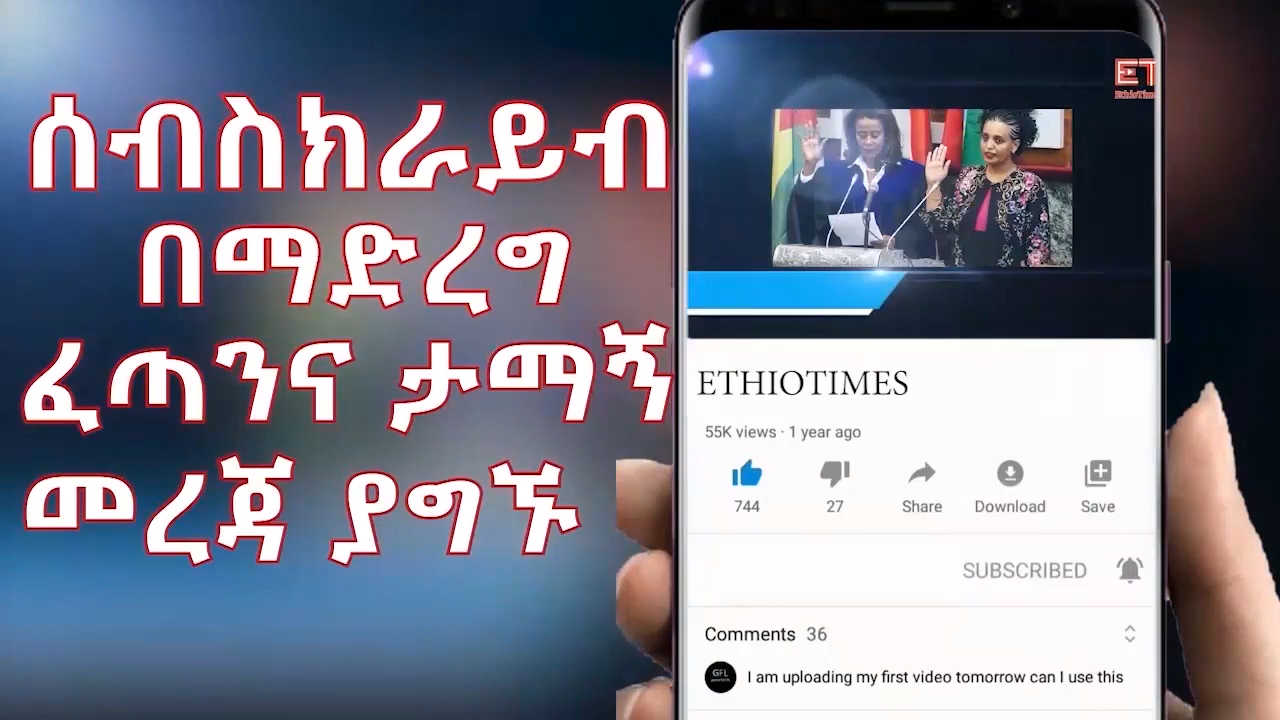 ሰብስክራይብ
በማድረግ
ፈጣንና ታማኝ
መረጃ ያግኙ
ET
ETHIOTIMES
55K views · 1 year ago
744
27
Share
Download
Save
SUBSCRIBED
Comments 36
GFL
I am uploading my first video tomorrow can I use this